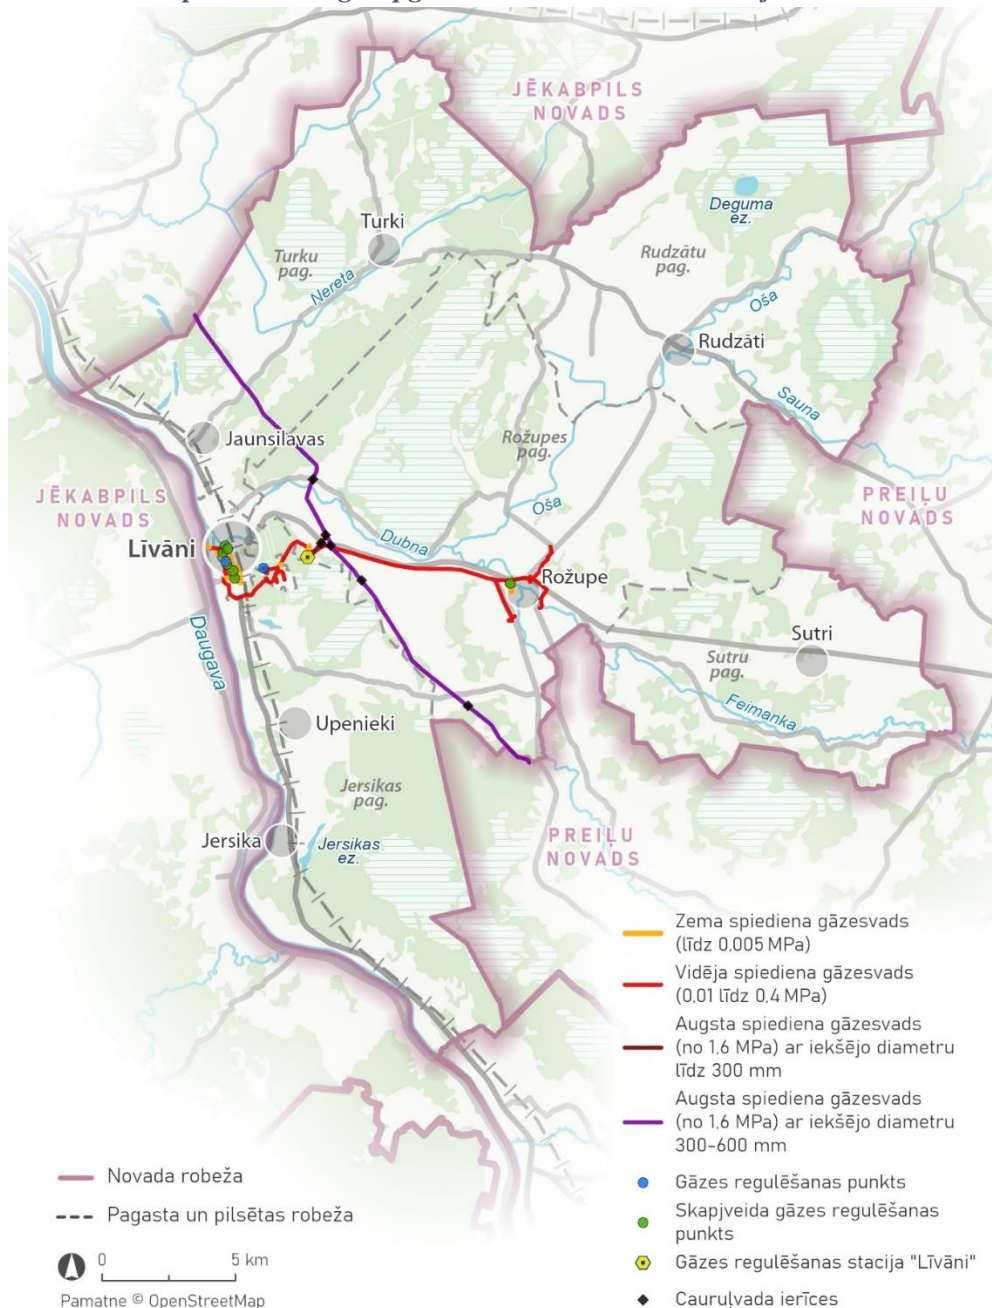 JĒKABPILS
NOVADS
Turki
Turku
pag.
Nereta
Deguma
ez.
Rudzātu
pag.
Oša
Rudzāti
Sauna
Jaunsilavas
Rožupes
pag.
JĒKABPILS
NOVADS
PREIĻU
NOVADS
Oša
Līvāni
Dubna
Rožupe
Daugava
Sutri
Sutru
pag.
Feimanka
Upenieki
Jersikas
pag.
PREIĻU
NOVADS
Jersika
Jersikas
ez.
Zema spiediena gāzesvads
(līdz 0,005 MPa)
Vidēja spiediena gāzesvads
(0,01 līdz 0,4 MPa)
Augsta spiediena gāzesvads
(no 1,6 MPa) ar iekšējo diametru
līdz 300 mm
Augsta spiediena gāzesvads
(no 1,6 MPa) ar iekšējo diametru
300-600 mm
Gāzes regulēšanas punkts
Skapjveida gāzes regulēšanas
punkts
Gāzes regulēšanas stacija "Līvāni"
Cauruļvada ierīces
Novada robeža
Pagasta un pilsētas robeža
0 5 km
Pamatne © OpenStreetMap